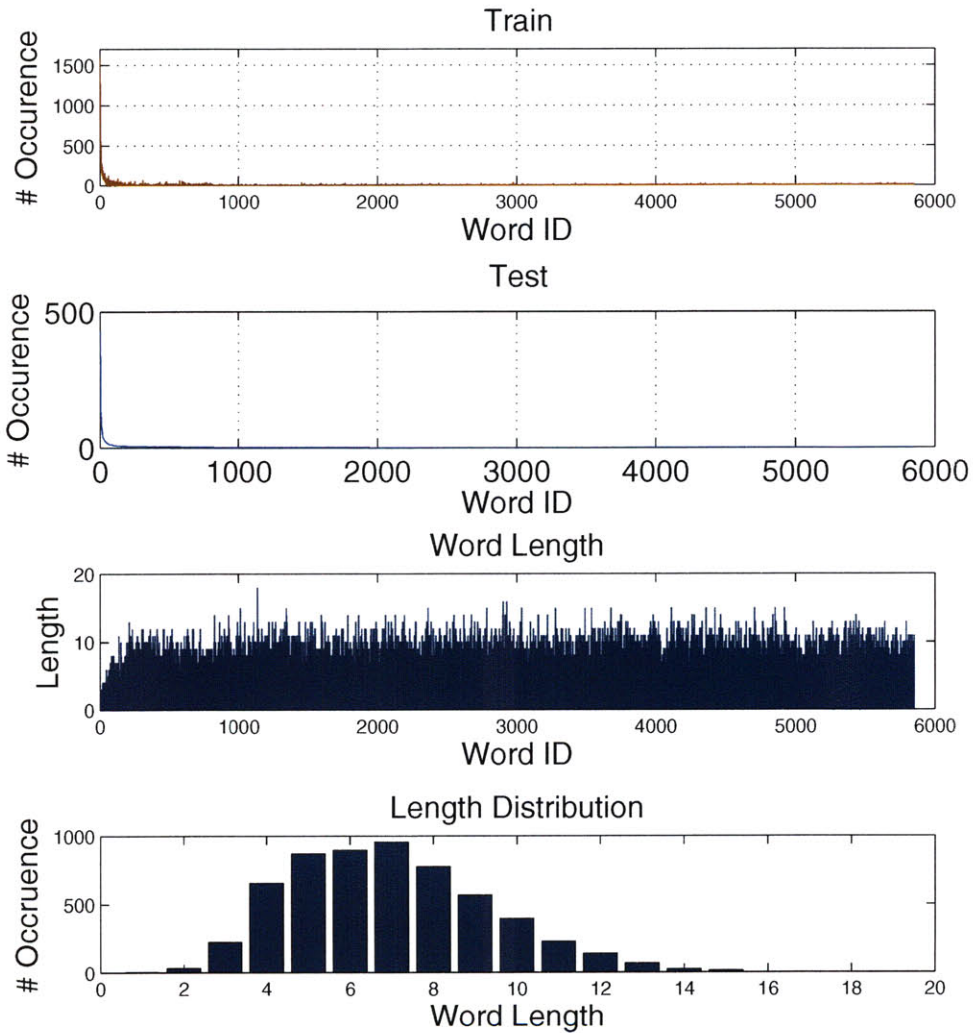 Train
# Occurence
1500
1000
500
0
0 1000 2000 3000 4000 5000 6000
Word ID
Test
# Occurence
500
0
0 1000 2000 3000 4000 5000 6000
Word ID
Word Length
Length
20
10
0
0 1000 2000 3000 4000 5000 6000
Word ID
Length Distribution
# Occruence
1000
500
0
0 2 4 6 8 10 12 14 16 18 20
Word Length